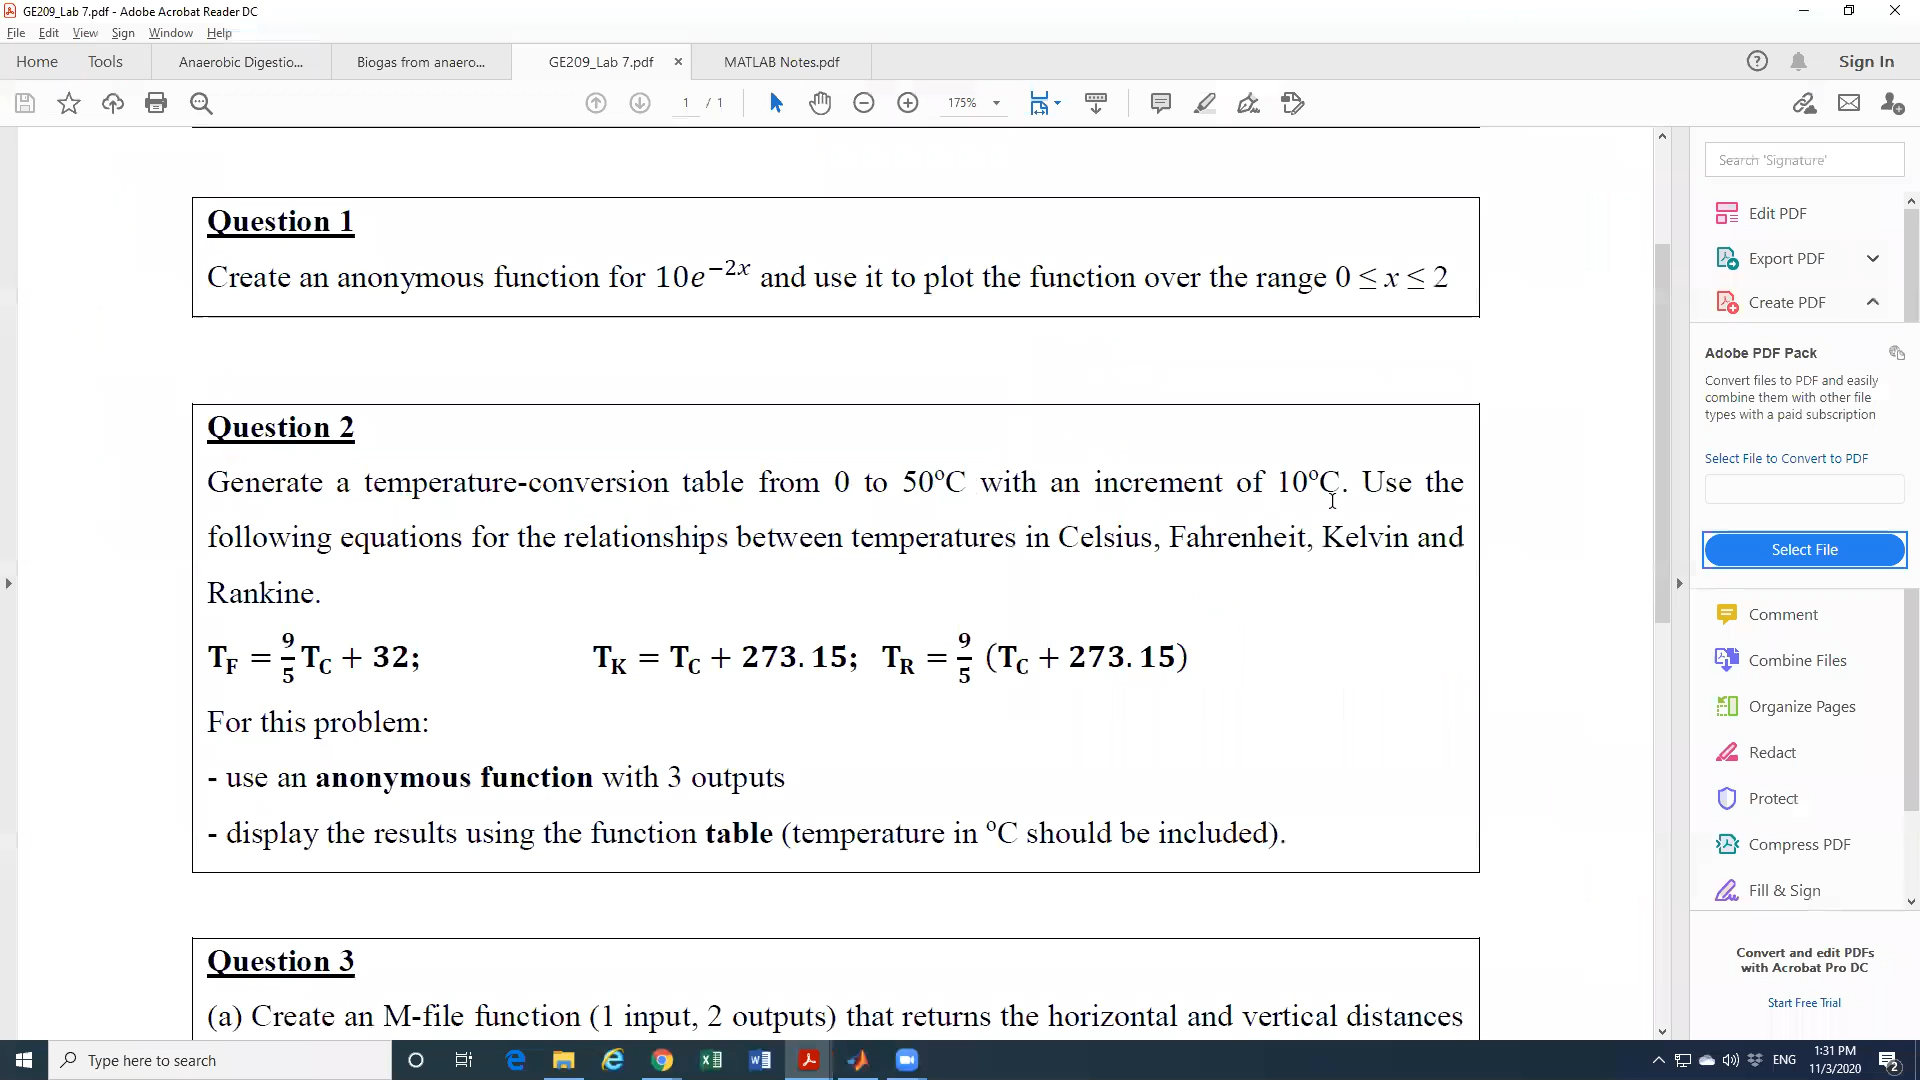 GE209_Lab 7.pdf - Adobe Acrobat Reader DC
File Edit View Sign Window Help
Home Tools Anaerobic Digestio... Biogas from anaero... GE209_Lab 7.pdf × MATLAB Notes.pdf Sign In
1 / 1 175%
Question 1
Create an anonymous function for 10e^{−2x} and use it to plot the function over the range 0 ≤ x ≤ 2
Question 2
Generate a temperature-conversion table from 0 to 50°C with an increment of 10°C. Use the
following equations for the relationships between temperatures in Celsius, Fahrenheit, Kelvin and
Rankine.
T_F = 9/5 T_C + 32; T_K = T_C + 273.15; T_R = 9/5 (T_C + 273.15)
For this problem:
- use an anonymous function with 3 outputs
- display the results using the function table (temperature in °C should be included).
Question 3
(a) Create an M-file function (1 input, 2 outputs) that returns the horizontal and vertical distances
Search 'Signature'
Edit PDF
Export PDF
Create PDF
Adobe PDF Pack
Convert files to PDF and easily
combine them with other file
types with a paid subscription
Select File to Convert to PDF
Select File
Comment
Combine Files
Organize Pages
Redact
Protect
Compress PDF
Fill & Sign
Convert and edit PDFs
with Acrobat Pro DC
Start Free Trial
Type here to search
ENG
1:31 PM
11/3/2020
2